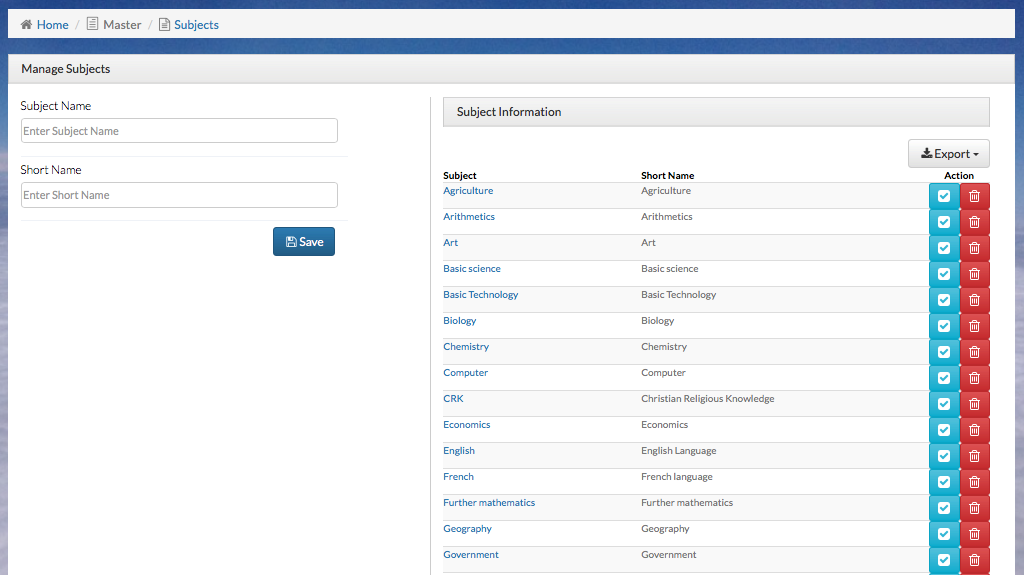 Home / Master / Subjects
Manage Subjects
Subject Name
Enter Subject Name
Short Name
Enter Short Name
Save
Subject Information
Export
Subject Short Name Action
Agriculture Agriculture
Arithmetics Arithmetics
Art Art
Basic science Basic science
Basic Technology Basic Technology
Biology Biology
Chemistry Chemistry
Computer Computer
CRK Christian Religious Knowledge
Economics Economics
English English Language
French French language
Further mathematics Further mathematics
Geography Geography
Government Government